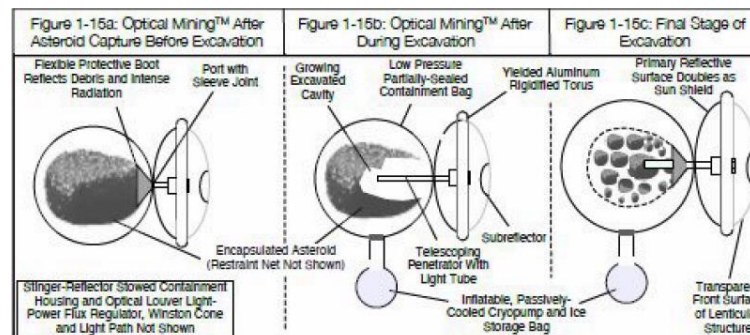 Figure 1-15a: Optical Mining™ After
Asteroid Capture Before Excavation
Flexible Protective Boot
Reflects Debris and Intense
Radiation
Port with
Sleeve Joint
Encapsulated Asteroid
(Restraint Net Not Shown)
Stinger-Reflector Stowed Containment
Housing and Optical Louver Light-
Power Flux Regulator, Winston Cone
and Light Path Not Shown
Figure 1-15b: Optical Mining™ After
During Excavation
Growing
Excavated
Cavity
Low Pressure
Partially-Sealed
Containment Bag
Yielded Aluminum
Rigidified Torus
Subreflector
Telescoping
Penetrator With
Light Tube
Inflatable, Passively-
Cooled Cryopump and Ice
Storage Bag
Figure 1-15c: Final Stage of
Excavation
Primary Reflective
Surface Doubles as
Sun Shield
Transpare
Front Surfa
of Lenticul
Structure